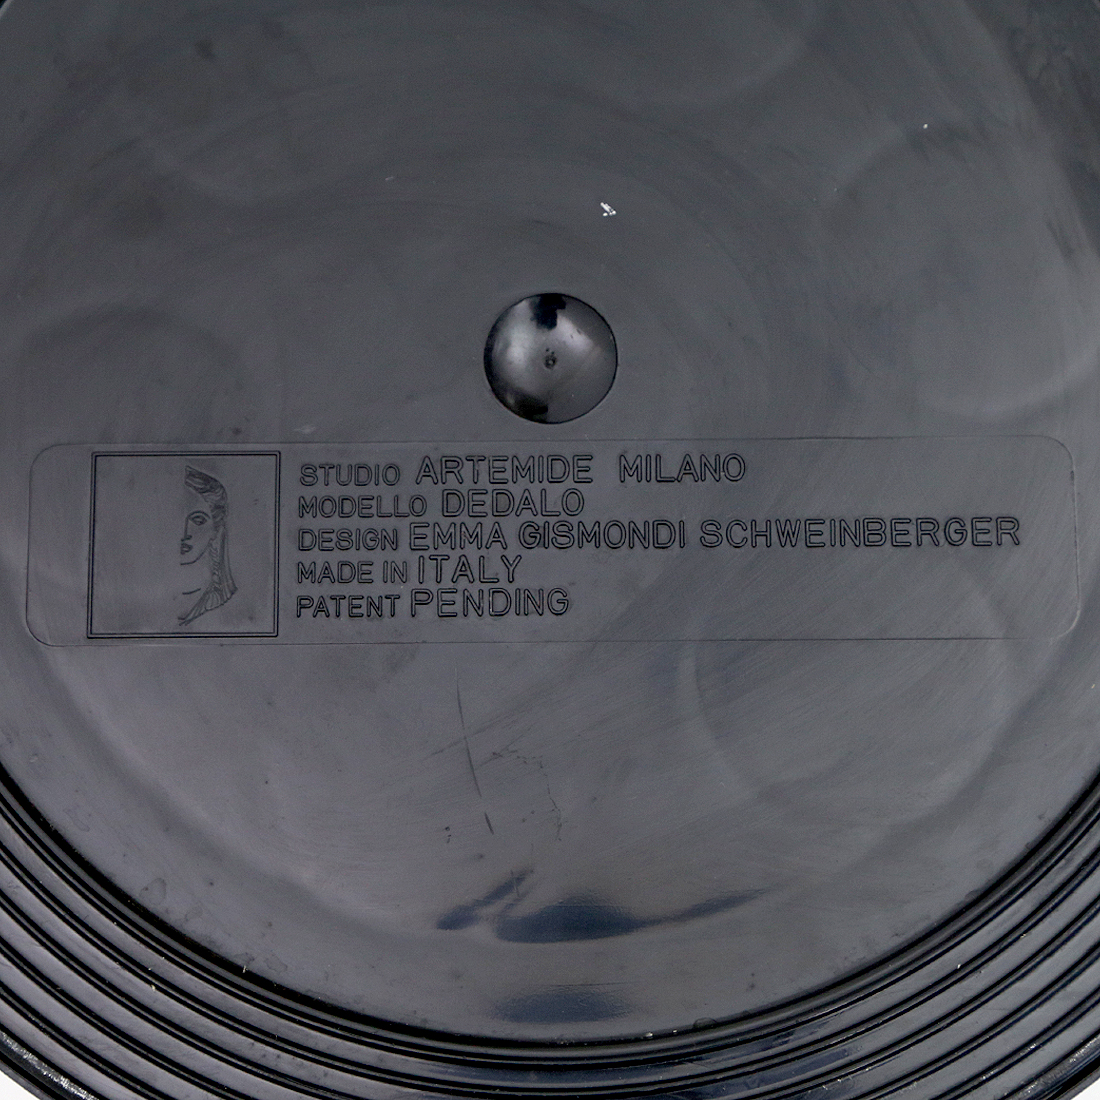 STUDIO ARTEMIDE MILANO
MODELLO DEDALO
DESIGN EMMA GISMONDI SCHWEINBERGER
MADE IN ITALY
PATENT PENDING